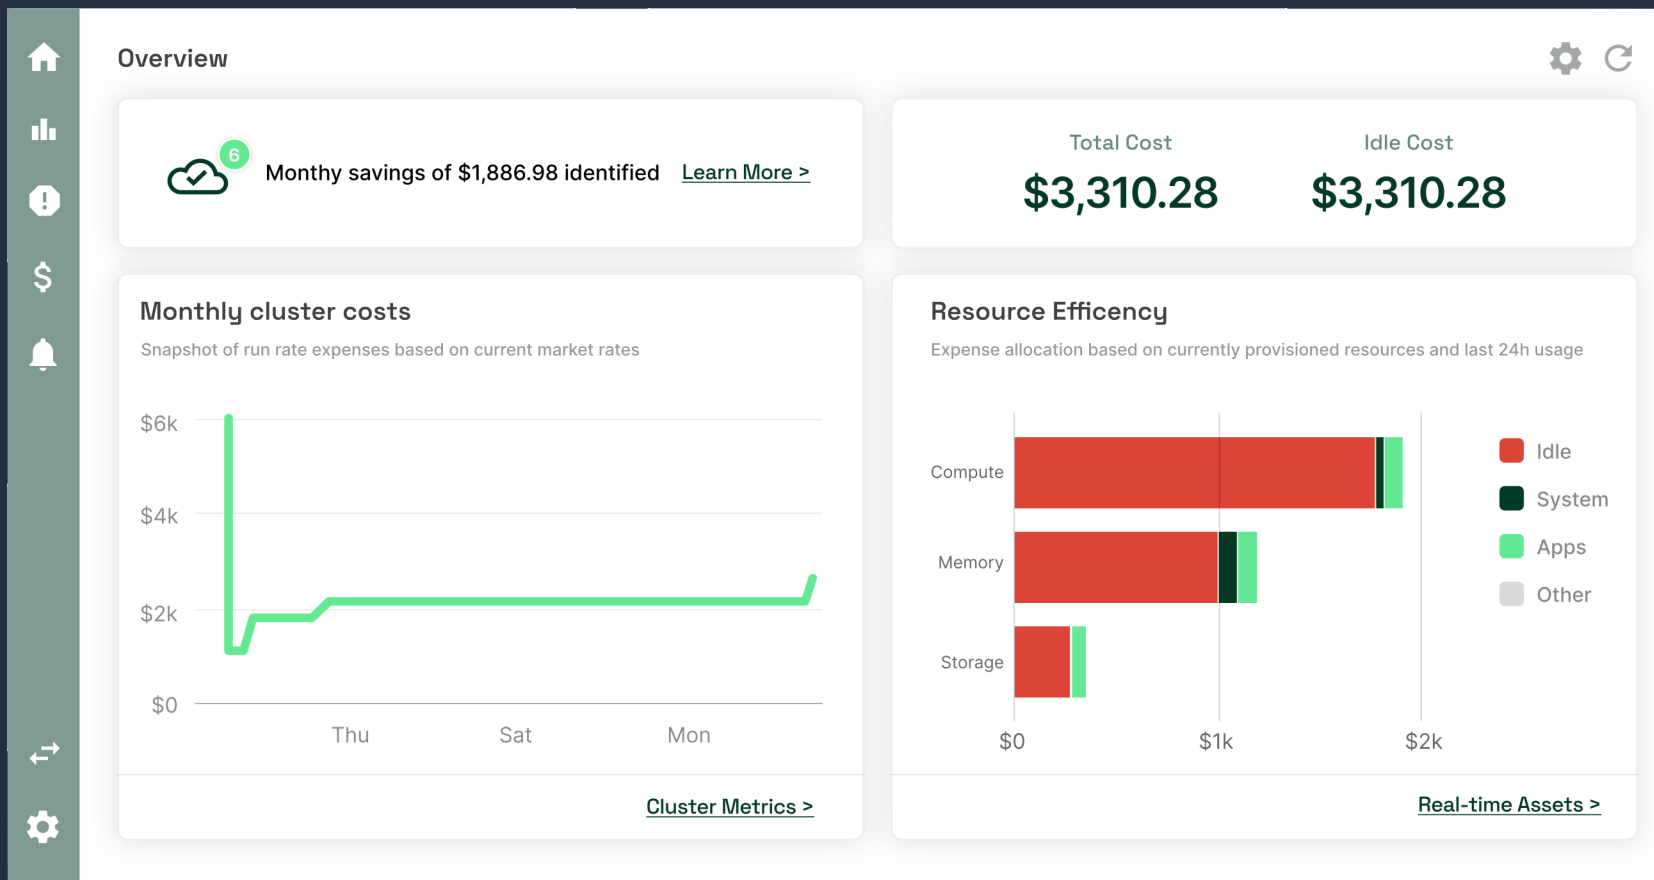 Overview
6
Monthy savings of $1,886.98 identified Learn More >
Total Cost Idle Cost
$3,310.28 $3,310.28
Monthly cluster costs
Snapshot of run rate expenses based on current market rates
$6k
$4k
$2k
$0
Thu Sat Mon
Cluster Metrics >
Resource Efficency
Expense allocation based on currently provisioned resources and last 24h usage
Compute
Memory
Storage
$0 $1k $2k
Idle
System
Apps
Other
Real-time Assets >